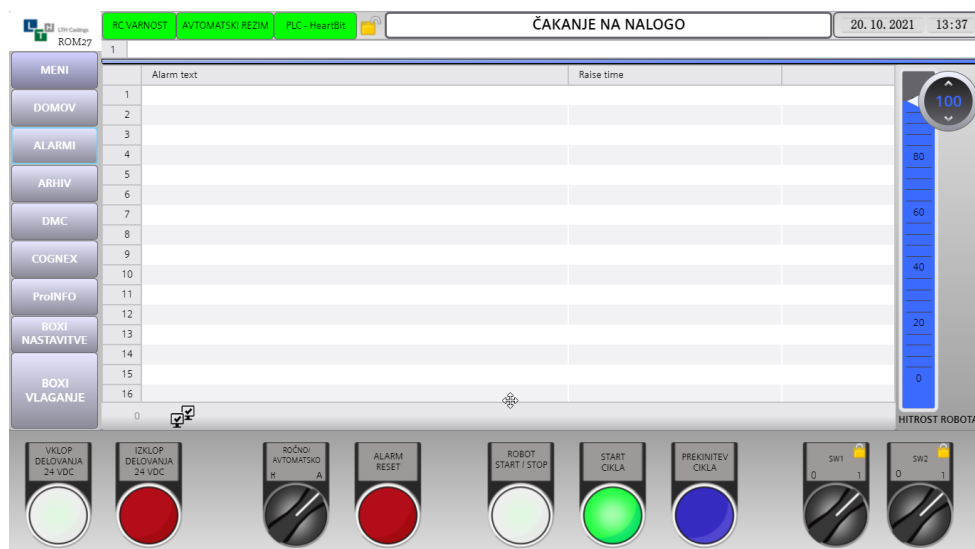 LTH Castings
ROM27
RC VARNOST
AVTOMATSKI REZIM
PLC - HeartBit
ČAKANJE NA NALOGO
20. 10. 2021 13:37
1
MENI
DOMOV
ALARMI
ARHIV
DMC
COGNEX
ProINFO
BOXI
NASTAVITVE
BOXI
VLAGANJE
Alarm text Raise time
1
2
3
4
5
6
7
8
9
10
11
12
13
14
15
16
0
100
80
60
40
20
0
HITROST ROBOTA
VKLOP
DELOVANJA
24 VDC
IZKLOP
DELOVANJA
24 VDC
ROČNO/
AVTOMATSKO
H A
ALARM
RESET
ROBOT
START / STOP
START
CIKLA
PREKINITEV
CIKLA
SW1
0 1
SW2
0 1